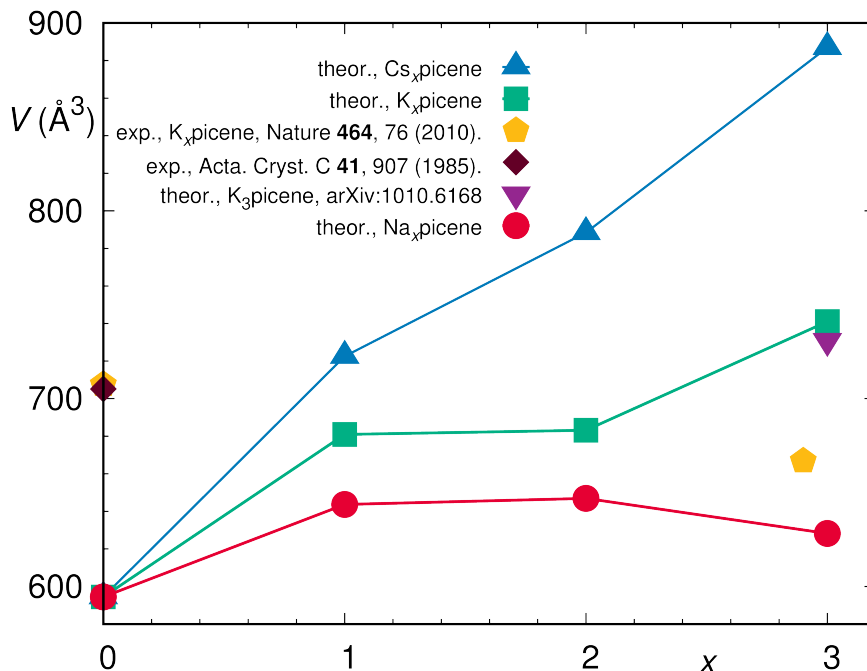 900
V (Å³)
800
700
600
theor., Csₓpicene
theor., Kₓpicene
exp., Kₓpicene, Nature 464, 76 (2010).
exp., Acta. Cryst. C 41, 907 (1985).
theor., K₃picene, arXiv:1010.6168
theor., Naₓpicene
0 1 2 x 3